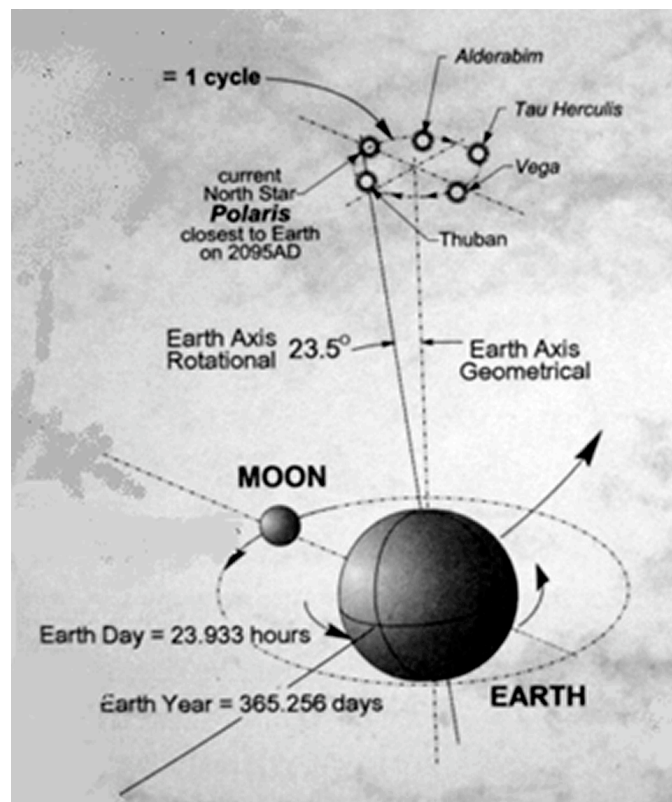 Alderabim
= 1 cycle
Tau Herculis
Vega
current
North Star
Polaris
closest to Earth
on 2095AD
Thuban
Earth Axis
Rotational
23.5°
Earth Axis
Geometrical
MOON
Earth Day = 23.933 hours
Earth Year = 365.256 days
EARTH